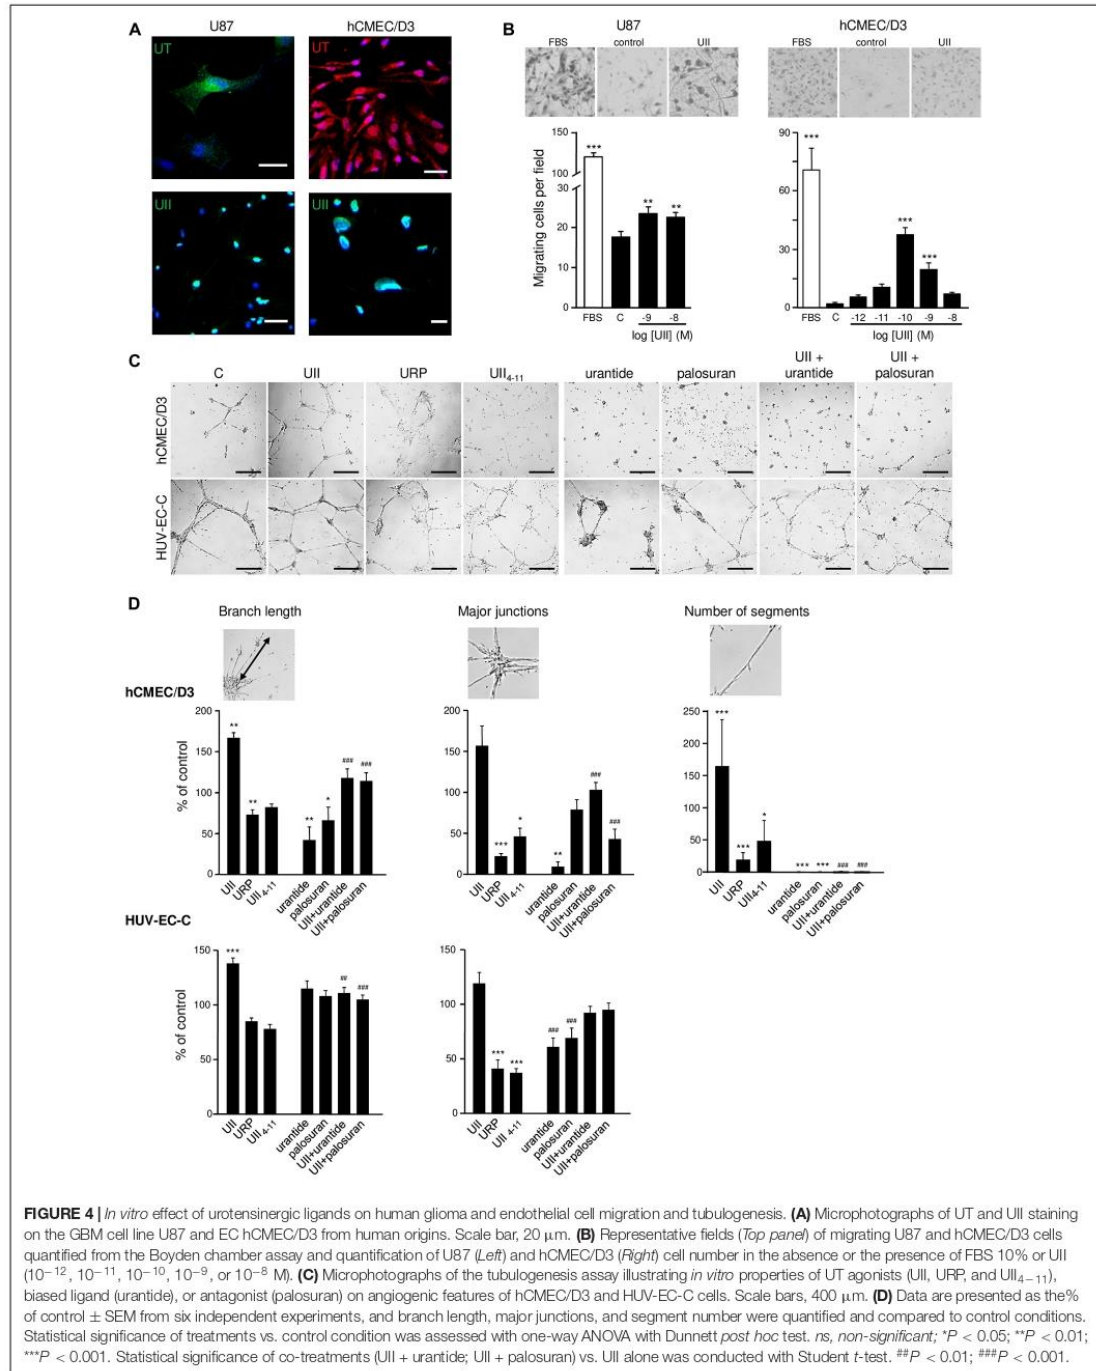 A
U87
hCMEC/D3
UT
UT
UII
UII
B
U87
hCMEC/D3
FBS
control
UII
FBS
control
UII
Migrating cells per field
150
100
30
20
10
0
***
**
**
FBS
C
-9
-8
log [UII] (M)
90
60
30
0
***
***
***
FBS
C
-12
-11
-10
-9
-8
log [UII] (M)
C
C
UII
URP
UII4-11
urantide
palosuran
UII +
urantide
UII +
palosuran
hCMEC/D3
HUV-EC-C
D
Branch length
Major junctions
Number of segments
hCMEC/D3
% of control
200
150
100
50
0
**
**
**
*
###
###
UII
URP
UII4-11
urantide
palosuran
UII+urantide
UII+palosuran
200
150
100
50
0
***
*
**
###
###
UII
URP
UII4-11
urantide
palosuran
UII+urantide
UII+palosuran
250
200
150
100
50
0
***
***
*
***
***
###
###
UII
URP
UII4-11
urantide
palosuran
UII+urantide
UII+palosuran
HUV-EC-C
% of control
150
100
50
0
***
##
###
UII
URP
UII4-11
urantide
palosuran
UII+urantide
UII+palosuran
150
100
50
0
***
***
###
###
UII
URP
UII4-11
urantide
palosuran
UII+urantide
UII+palosuran
FIGURE 4 | In vitro effect of urotensinergic ligands on human glioma and endothelial cell migration and tubulogenesis. (A) Microphotographs of UT and UII staining
on the GBM cell line U87 and EC hCMEC/D3 from human origins. Scale bar, 20 μm. (B) Representative fields (Top panel) of migrating U87 and hCMEC/D3 cells
quantified from the Boyden chamber assay and quantification of U87 (Left) and hCMEC/D3 (Right) cell number in the absence or the presence of FBS 10% or UII
(10−12, 10−11, 10−10, 10−9, or 10−8 M). (C) Microphotographs of the tubulogenesis assay illustrating in vitro properties of UT agonists (UII, URP, and UII4−11),
biased ligand (urantide), or antagonist (palosuran) on angiogenic features of hCMEC/D3 and HUV-EC-C cells. Scale bars, 400 μm. (D) Data are presented as the%
of control ± SEM from six independent experiments, and branch length, major junctions, and segment number were quantified and compared to control conditions.
Statistical significance of treatments vs. control condition was assessed with one-way ANOVA with Dunnett post hoc test. ns, non-significant; *P < 0.05; **P < 0.01;
***P < 0.001. Statistical significance of co-treatments (UII + urantide; UII + palosuran) vs. UII alone was conducted with Student t-test. ##P < 0.01; ###P < 0.001.